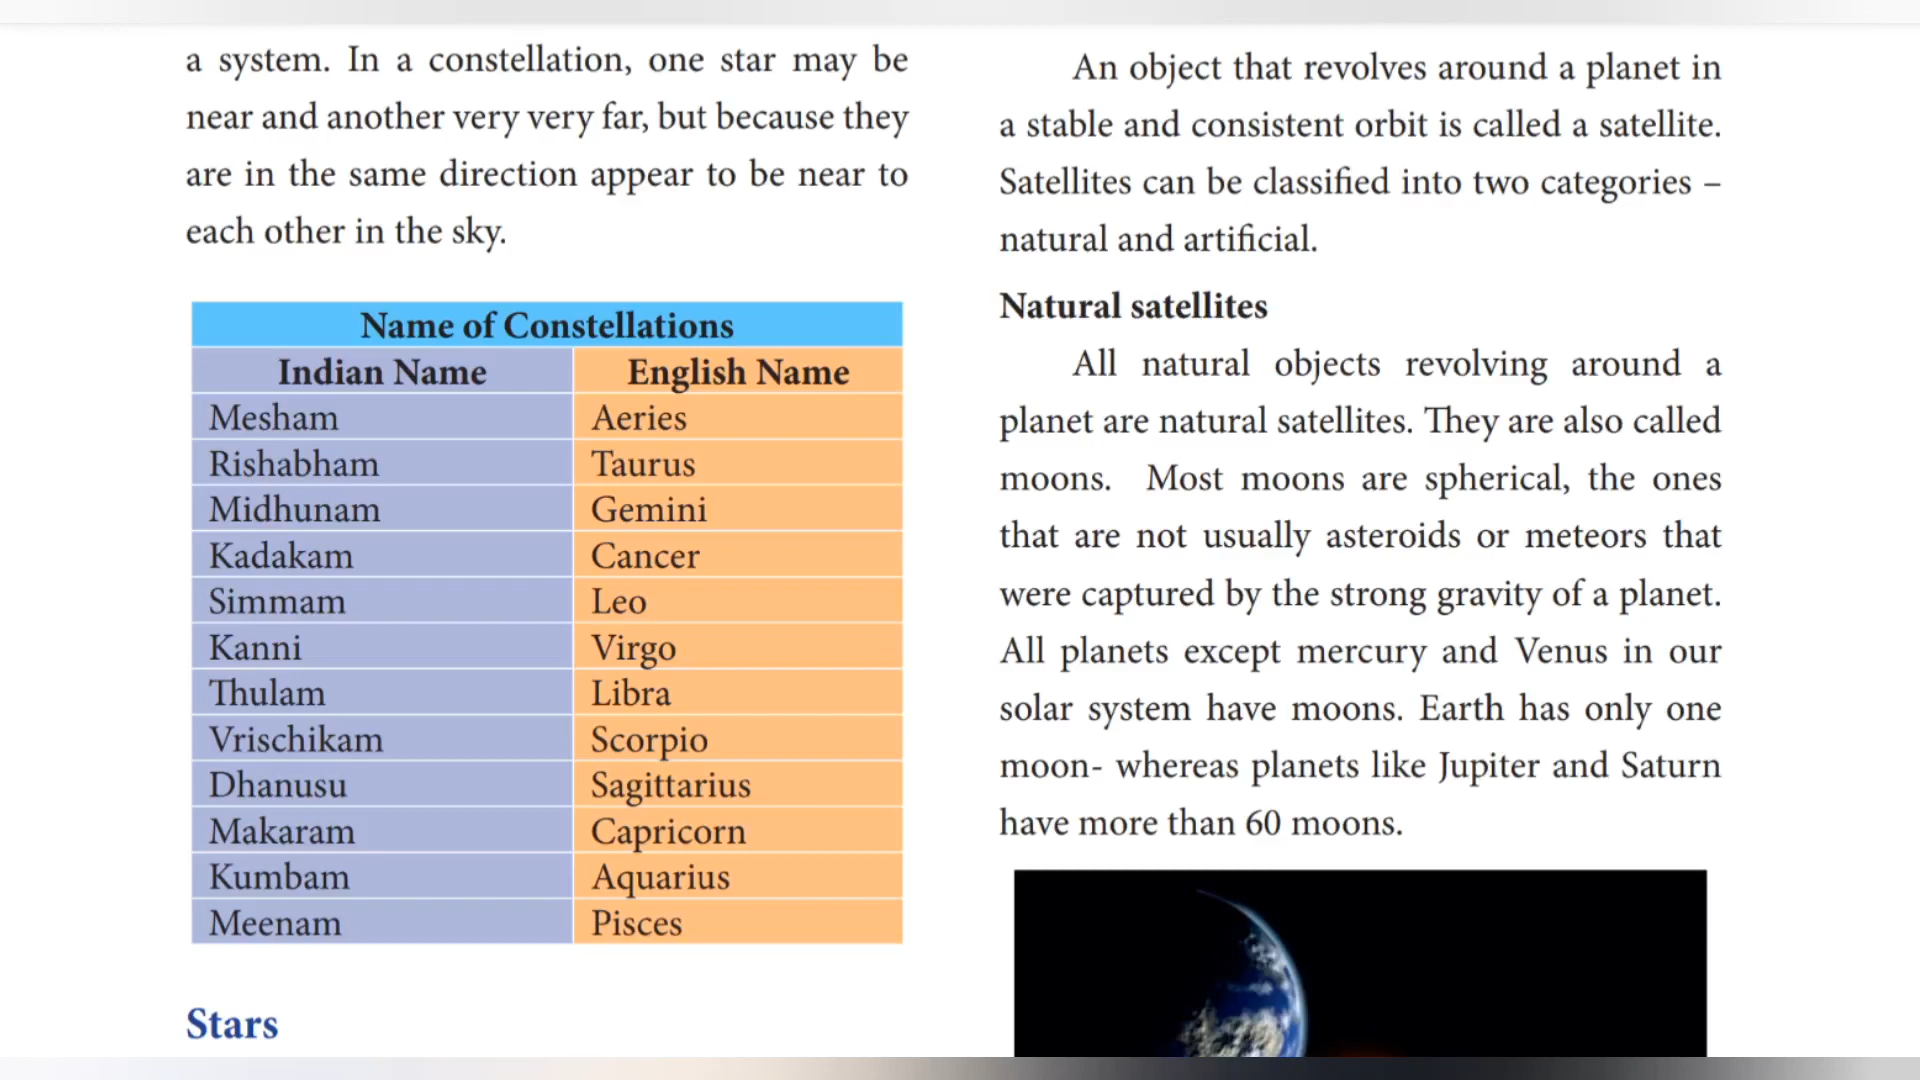 a system. In a constellation, one star may be
near and another very very far, but because they
are in the same direction appear to be near to
each other in the sky.
Name of Constellations
Indian Name English Name
Mesham Aeries
Rishabham Taurus
Midhunam Gemini
Kadakam Cancer
Simmam Leo
Kanni Virgo
Thulam Libra
Vrischikam Scorpio
Dhanusu Sagittarius
Makaram Capricorn
Kumbam Aquarius
Meenam Pisces
Stars
An object that revolves around a planet in
a stable and consistent orbit is called a satellite.
Satellites can be classified into two categories –
natural and artificial.
Natural satellites
All natural objects revolving around a
planet are natural satellites. They are also called
moons. Most moons are spherical, the ones
that are not usually asteroids or meteors that
were captured by the strong gravity of a planet.
All planets except mercury and Venus in our
solar system have moons. Earth has only one
moon- whereas planets like Jupiter and Saturn
have more than 60 moons.